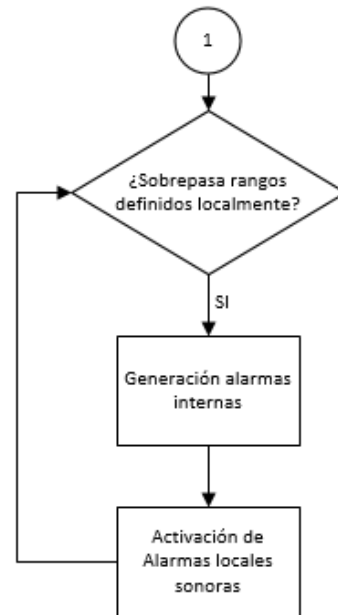 1
¿Sobrepasa rangos
definidos localmente?
SI
Generación alarmas
internas
Activación de
Alarmas locales
sonoras